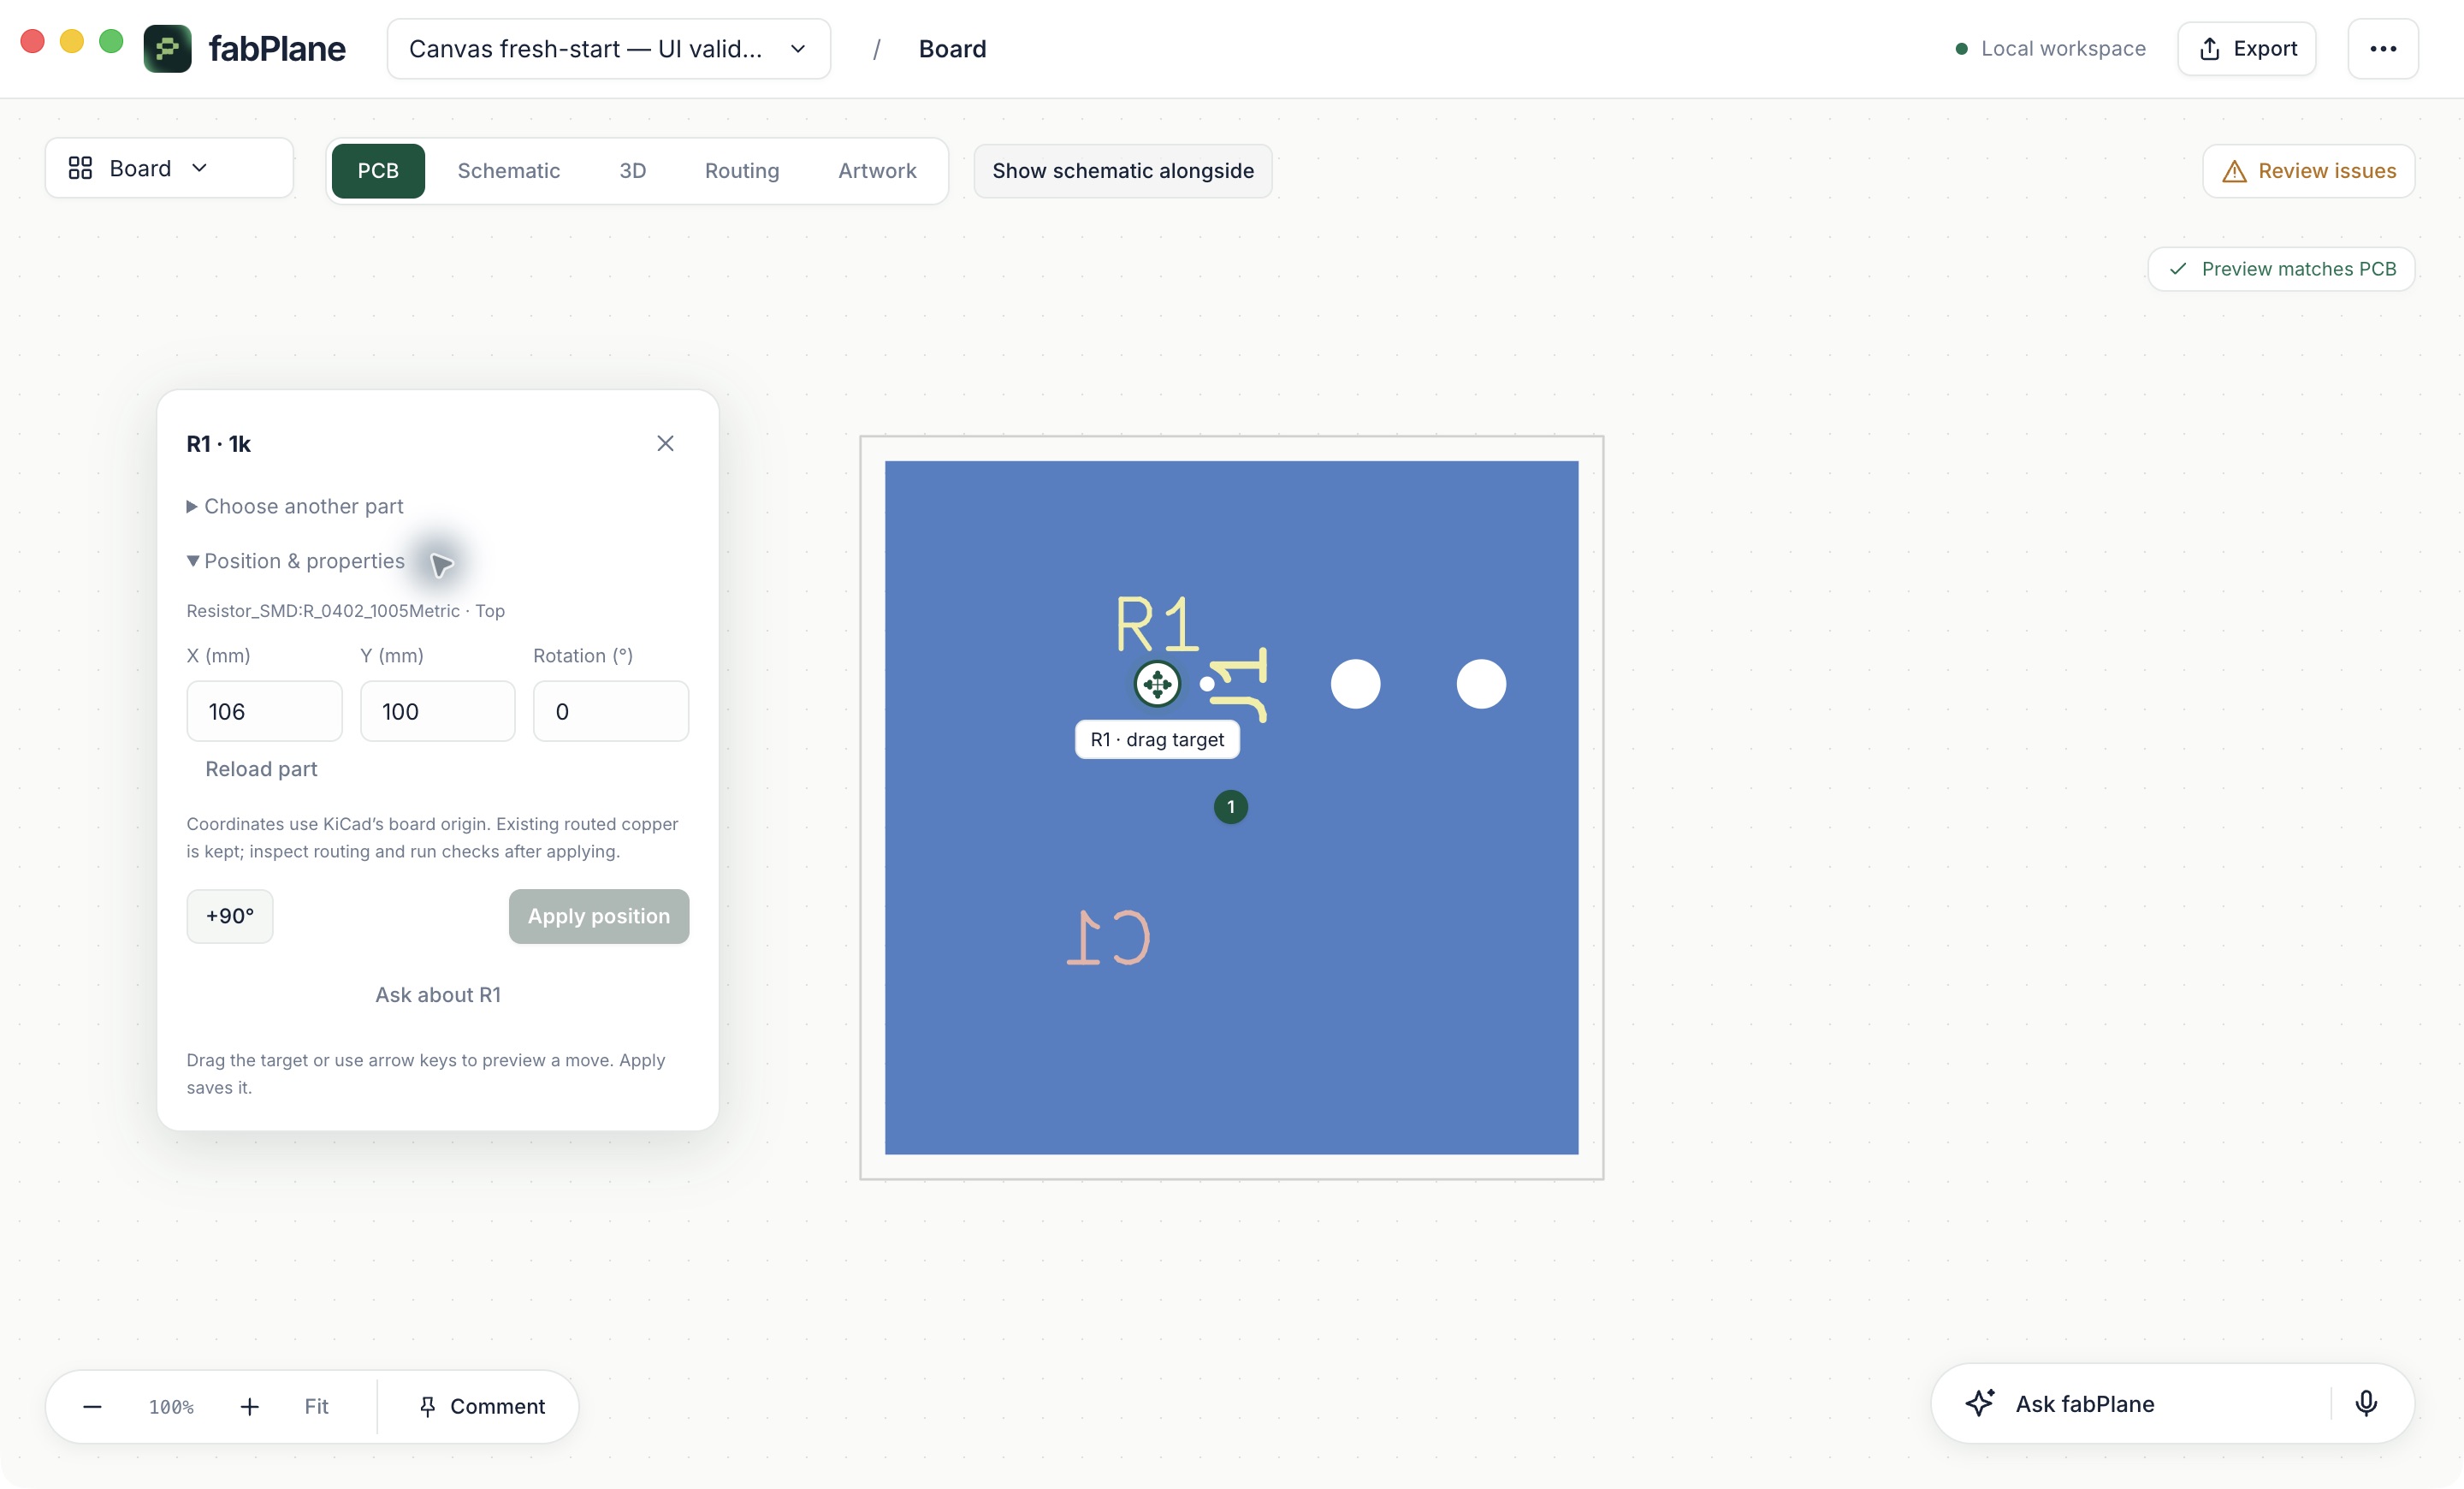 fabPlane
Canvas fresh-start — UI valid...
/
Board
Local workspace
Export
Board
PCB
Schematic
3D
Routing
Artwork
Show schematic alongside
Review issues
Preview matches PCB
R1 · 1k
Choose another part
Position & properties
Resistor_SMD:R_0402_1005Metric · Top
X (mm)
Y (mm)
Rotation (°)
106
100
0
Reload part
Coordinates use KiCad’s board origin. Existing routed copper
is kept; inspect routing and run checks after applying.
+90°
Apply position
Ask about R1
Drag the target or use arrow keys to preview a move. Apply
saves it.
R1
J1
R1 · drag target
1
C1
100%
Fit
Comment
Ask fabPlane